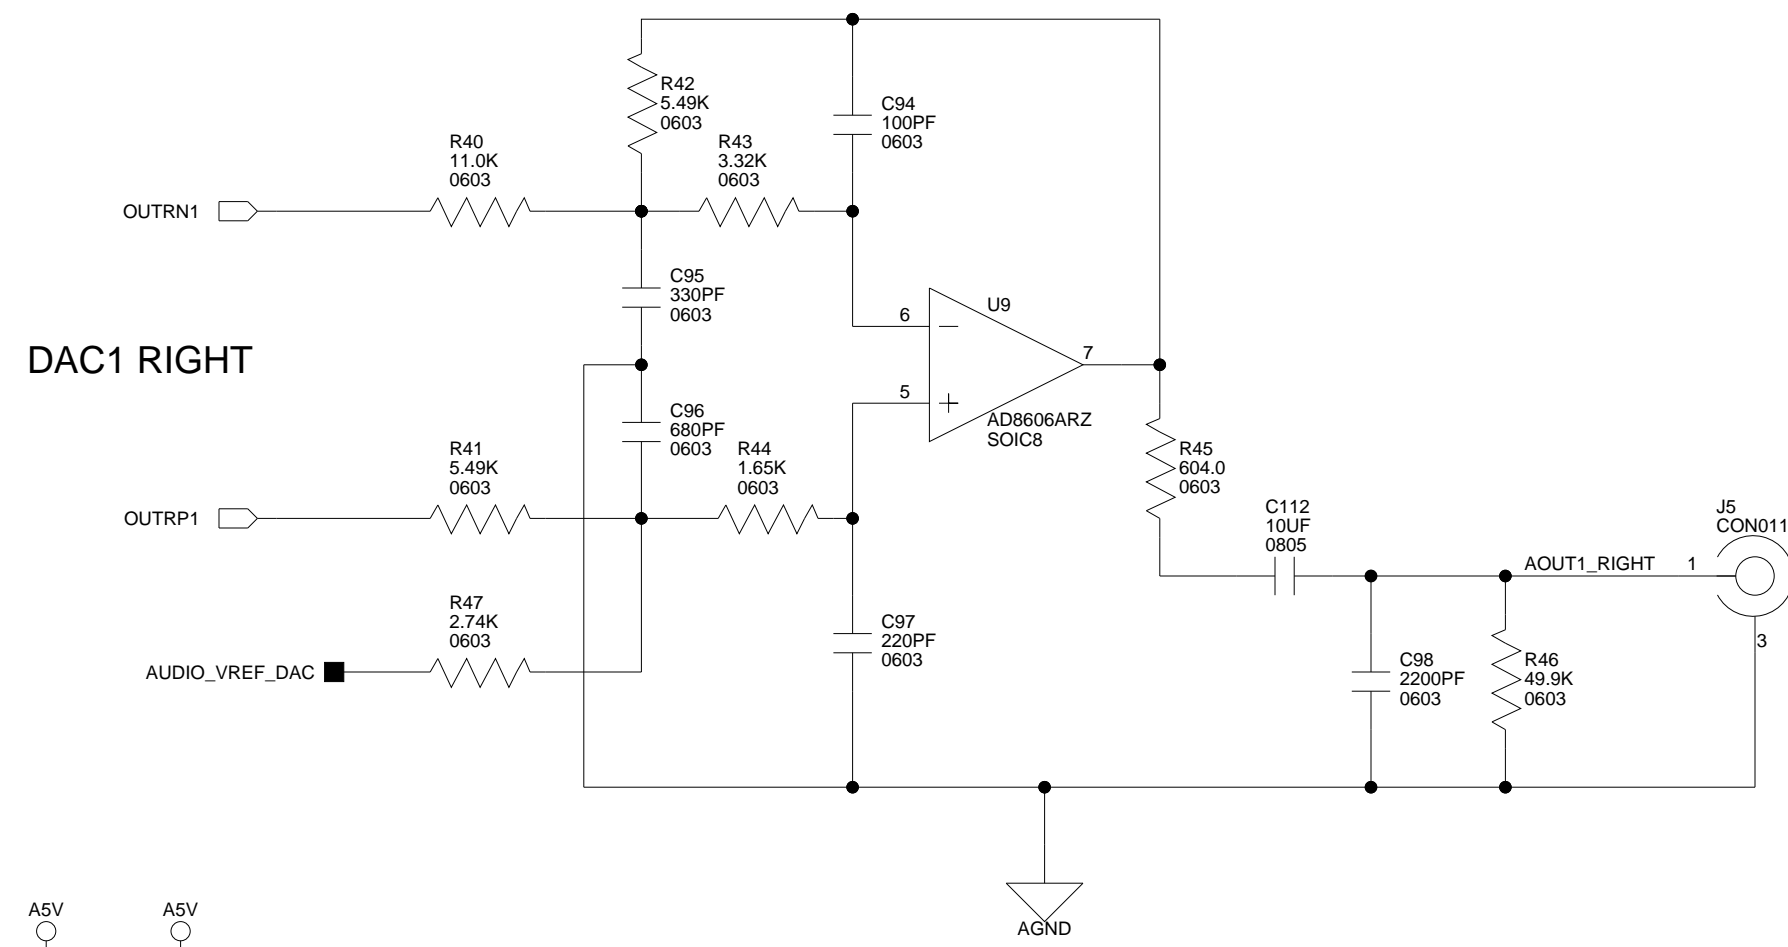 R42
5.49K
0603
C94
100PF
0603
R40
11.0K
0603
R43
3.32K
0603
OUTRN1
C95
330PF
0603
6
U9
DAC1 RIGHT
7
5
AD8606ARZ
SOIC8
C96
680PF
0603
R41
5.49K
0603
R44
1.65K
0603
R45
604.0
0603
OUTRP1
C112
10UF
0805
J5
CON011
AOUT1_RIGHT
1
R47
2.74K
0603
C97
220PF
0603
3
AUDIO_VREF_DAC
C98
2200PF
0603
R46
49.9K
0603
A5V
A5V
AGND